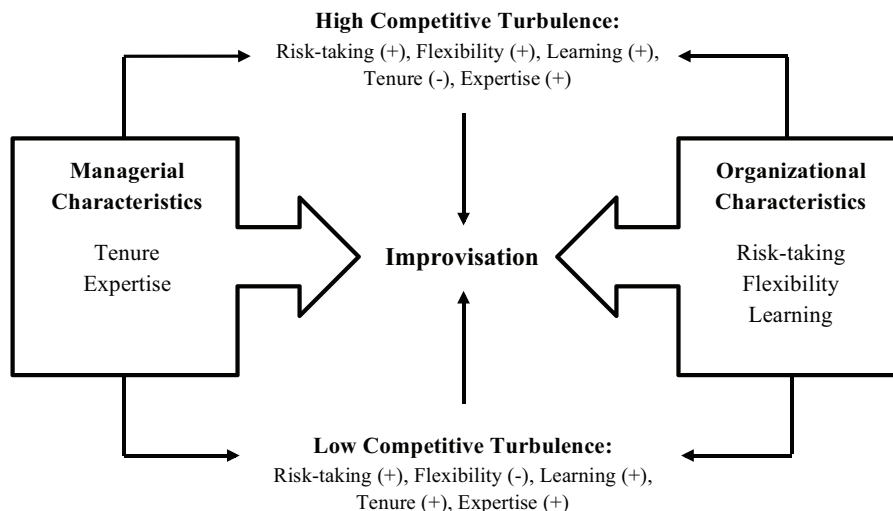 High Competitive Turbulence:
Risk-taking (+), Flexibility (+), Learning (+),
Tenure (-), Expertise (+)
Managerial
Characteristics
Tenure
Expertise
Improvisation
Organizational
Characteristics
Risk-taking
Flexibility
Learning
Low Competitive Turbulence:
Risk-taking (+), Flexibility (-), Learning (+),
Tenure (+), Expertise (+)